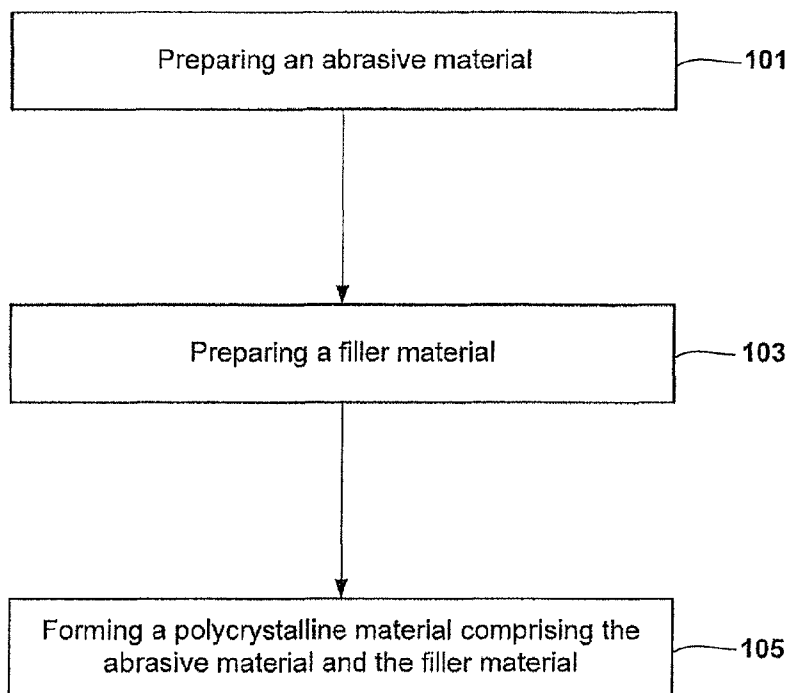 Preparing an abrasive material
101
Preparing a filler material
103
Forming a polycrystalline material comprising the
abrasive material and the filler material
105